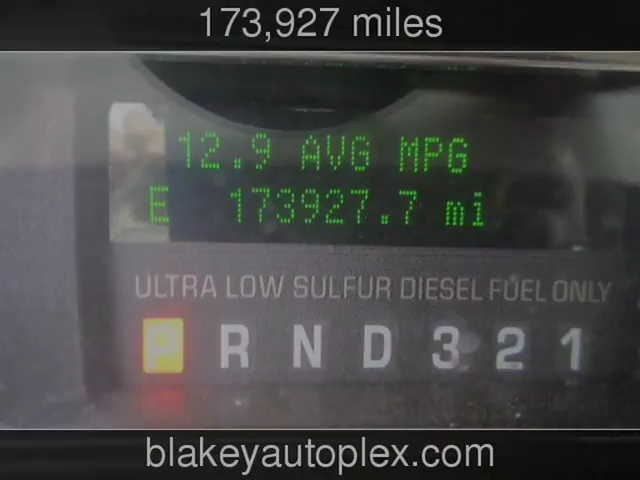 173,927 miles
12.9 AVG MPG
E 173927.7 mi
ULTRA LOW SULFUR DIESEL FUEL ONLY
P R N D 3 2 1
blakeyautoplex.com